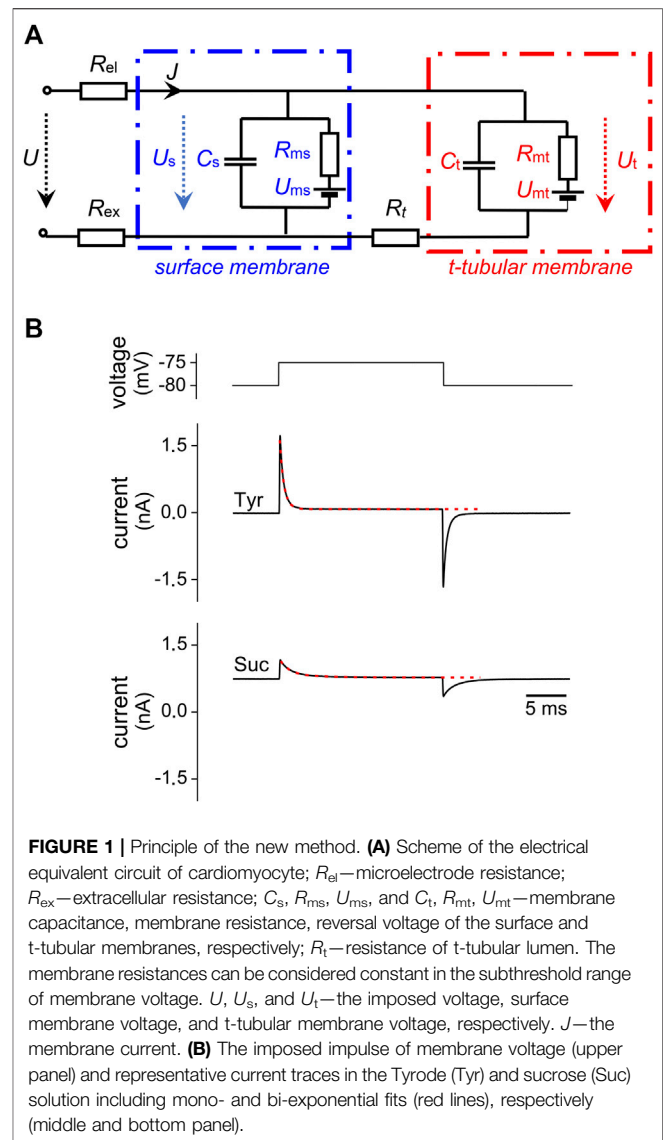 A
Rel
J
U
Us
Cs
Rms
Ums
Ct
Rmt
Umt
Ut
Rex
Rt
surface membrane
t-tubular membrane
B
voltage
(mV)
-75
-80
current
(nA)
1.5
0.0
-1.5
Tyr
current
(nA)
1.5
0.0
-1.5
Suc
5 ms
FIGURE 1 | Principle of the new method. (A) Scheme of the electrical
equivalent circuit of cardiomyocyte; Rel—microelectrode resistance;
Rex—extracellular resistance; Cs, Rms, Ums, and Ct, Rmt, Umt—membrane
capacitance, membrane resistance, reversal voltage of the surface and
t-tubular membranes, respectively; Rt—resistance of t-tubular lumen. The
membrane resistances can be considered constant in the subthreshold range
of membrane voltage. U, Us, and Ut—the imposed voltage, surface
membrane voltage, and t-tubular membrane voltage, respectively. J—the
membrane current. (B) The imposed impulse of membrane voltage (upper
panel) and representative current traces in the Tyrode (Tyr) and sucrose (Suc)
solution including mono- and bi-exponential fits (red lines), respectively
(middle and bottom panel).